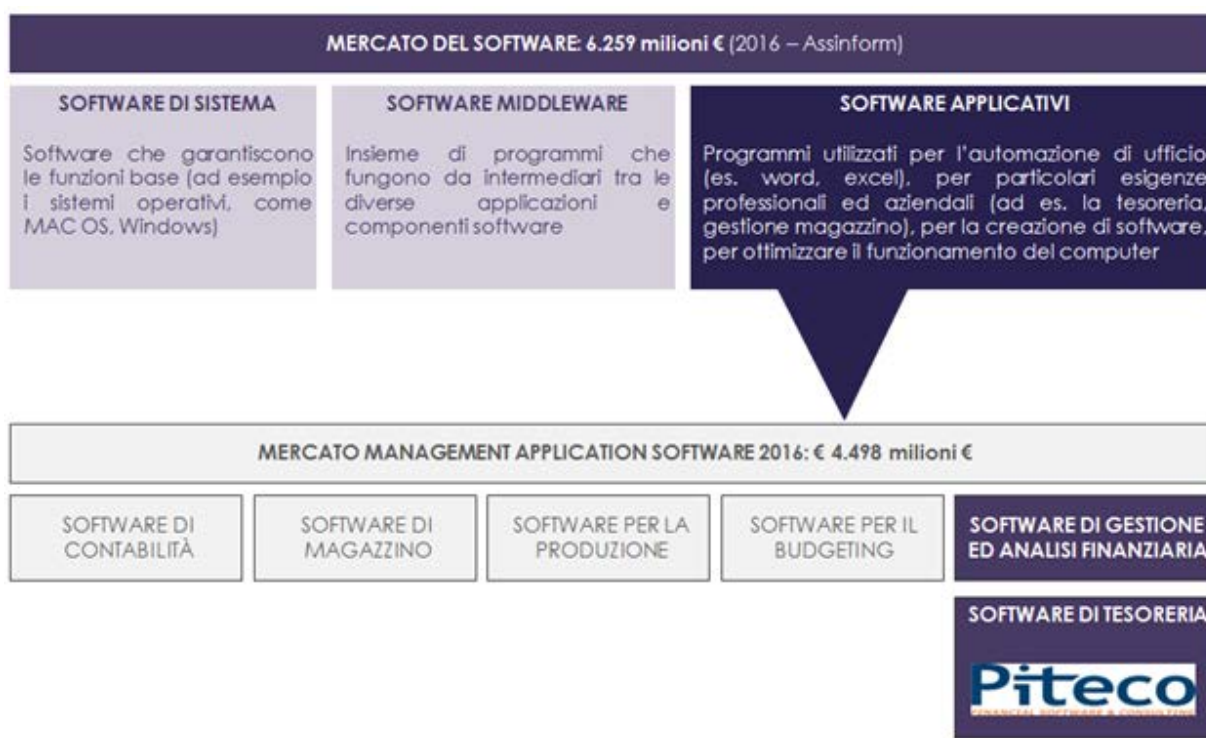 MERCATO DEL SOFTWARE: 6.259 milioni € (2016 – Assinform)
SOFTWARE DI SISTEMA
Software che garantiscono
le funzioni base (ad esempio
i sistemi operativi, come
MAC OS, Windows)
SOFTWARE MIDDLEWARE
Insieme di programmi che
fungono da intermediari tra le
diverse applicazioni e
componenti software
SOFTWARE APPLICATIVI
Programmi utilizzati per l'automazione di ufficio
(es. word, excel), per particolari esigenze
professionali ed aziendali (ad es. la tesoreria,
gestione magazzino), per la creazione di software,
per ottimizzare il funzionamento del computer
MERCATO MANAGEMENT APPLICATION SOFTWARE 2016: € 4.498 milioni €
SOFTWARE DI
CONTABILITÀ
SOFTWARE DI
MAGAZZINO
SOFTWARE PER LA
PRODUZIONE
SOFTWARE PER IL
BUDGETING
SOFTWARE DI GESTIONE
ED ANALISI FINANZIARIA
SOFTWARE DI TESORERIA
Piteco
FINANCIAL SOFTWARE & CONSULTING